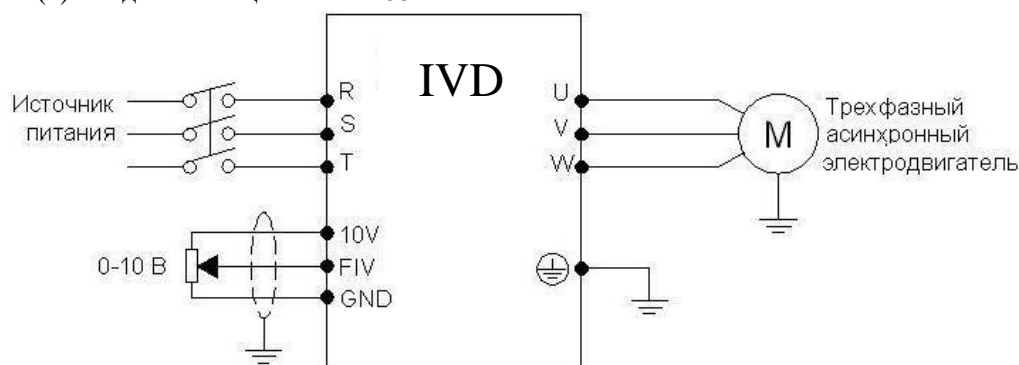 IVD
Источник
питания
R
S
T
U
V
W
M
Трехфазный
асинхронный
электродвигатель
0-10 В
10V
FIV
GND